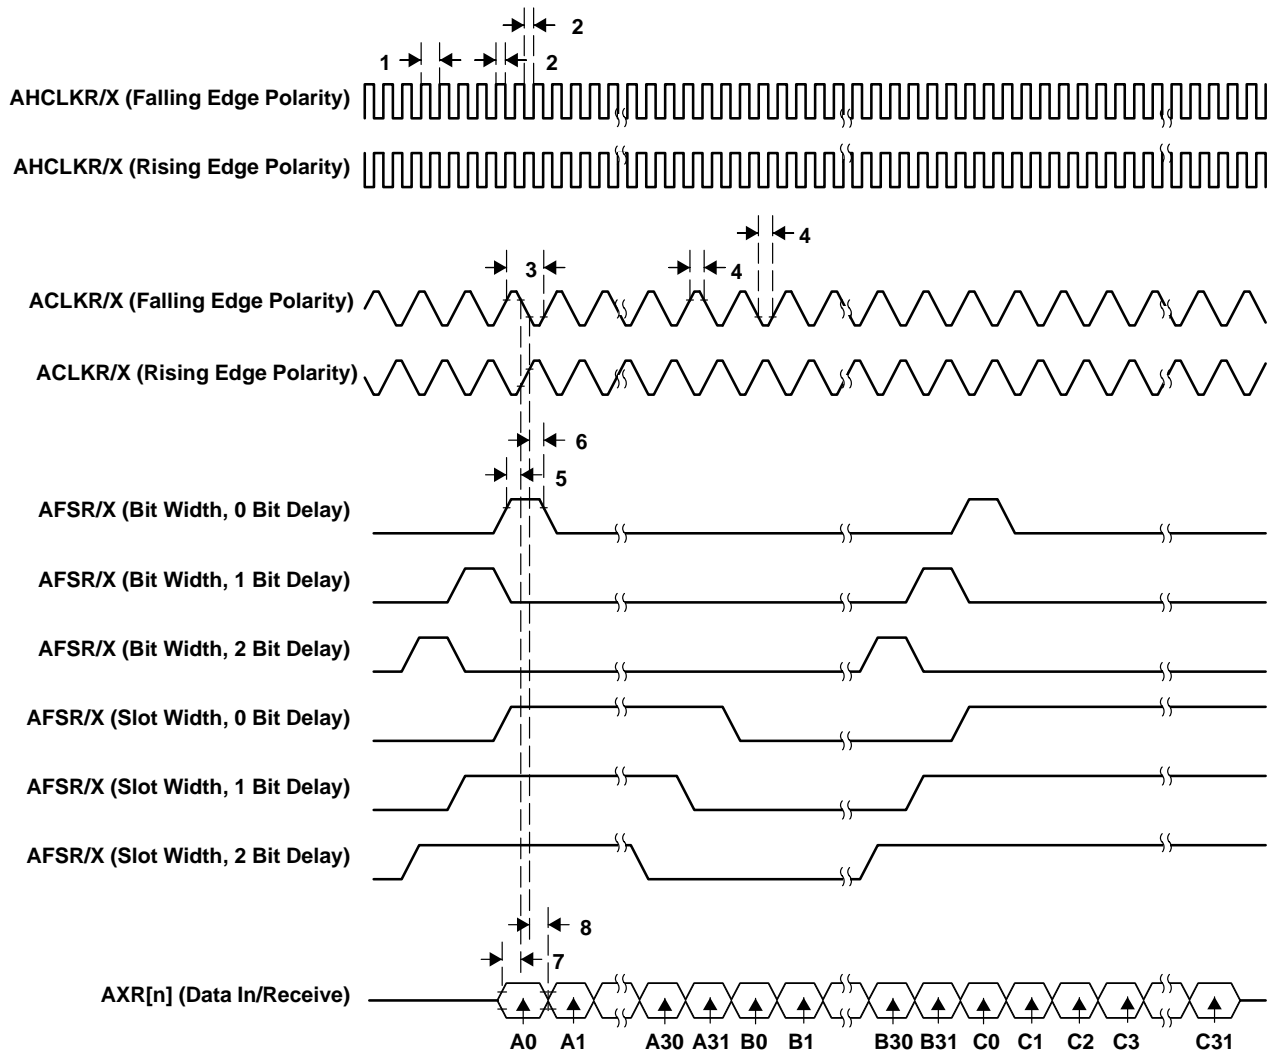 2
1 2
AHCLKR/X (Falling Edge Polarity)
AHCLKR/X (Rising Edge Polarity)
4
3 4
ACLKR/X (Falling Edge Polarity)
ACLKR/X (Rising Edge Polarity)
6
5
AFSR/X (Bit Width, 0 Bit Delay)
AFSR/X (Bit Width, 1 Bit Delay)
AFSR/X (Bit Width, 2 Bit Delay)
AFSR/X (Slot Width, 0 Bit Delay)
AFSR/X (Slot Width, 1 Bit Delay)
AFSR/X (Slot Width, 2 Bit Delay)
8
7
AXR[n] (Data In/Receive)
A0 A1 A30 A31 B0 B1 B30 B31 C0 C1 C2 C3 C31